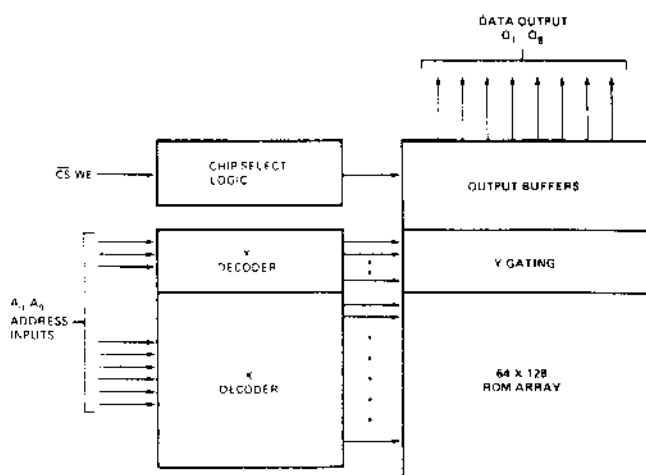 DATA OUTPUT
O1 O8
CS WE
CHIP SELECT
LOGIC
OUTPUT BUFFERS
Y
DECODER
Y GATING
A0 A9
ADDRESS
INPUTS
X
DECODER
64 X 128
ROM ARRAY